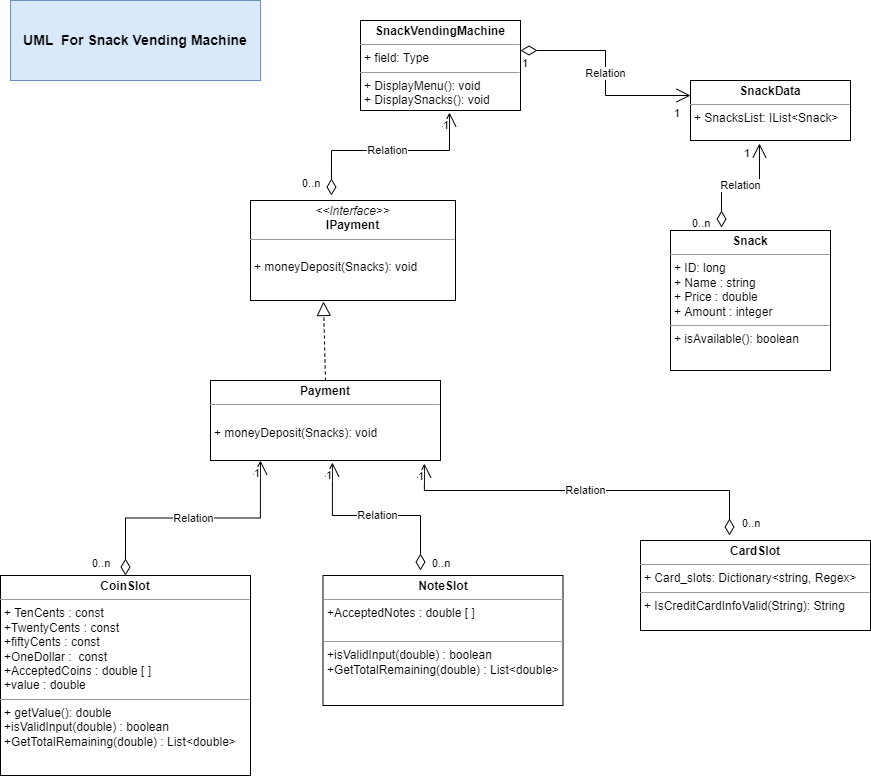 UML  For Snack Vending Machine
SnackVendingMachine
+ field: Type
+ DisplayMenu(): void
+ DisplaySnacks(): void
1
Relation
1
SnackData
+ SnacksList: IList<Snack>
1
Relation
0..n
Snack
+ ID: long
+ Name : string
+ Price : double
+ Amount : integer
+ isAvailable(): boolean
1
Relation
0..n
<<Interface>>
IPayment
+ moneyDeposit(Snacks): void
Payment
+ moneyDeposit(Snacks): void
1
1
1
Relation
Relation
Relation
0..n
0..n
0..n
CoinSlot
+ TenCents : const
+TwentyCents : const
+fiftyCents : const
+OneDollar :  const
+AcceptedCoins : double [ ]
+value : double
+ getValue(): double
+isValidInput(double) : boolean
+GetTotalRemaining(double) : List<double>
NoteSlot
+AcceptedNotes : double [ ]
+isValidInput(double) : boolean
+GetTotalRemaining(double) : List<double>
CardSlot
+ Card_slots: Dictionary<string, Regex>
+ IsCreditCardInfoValid(String): String